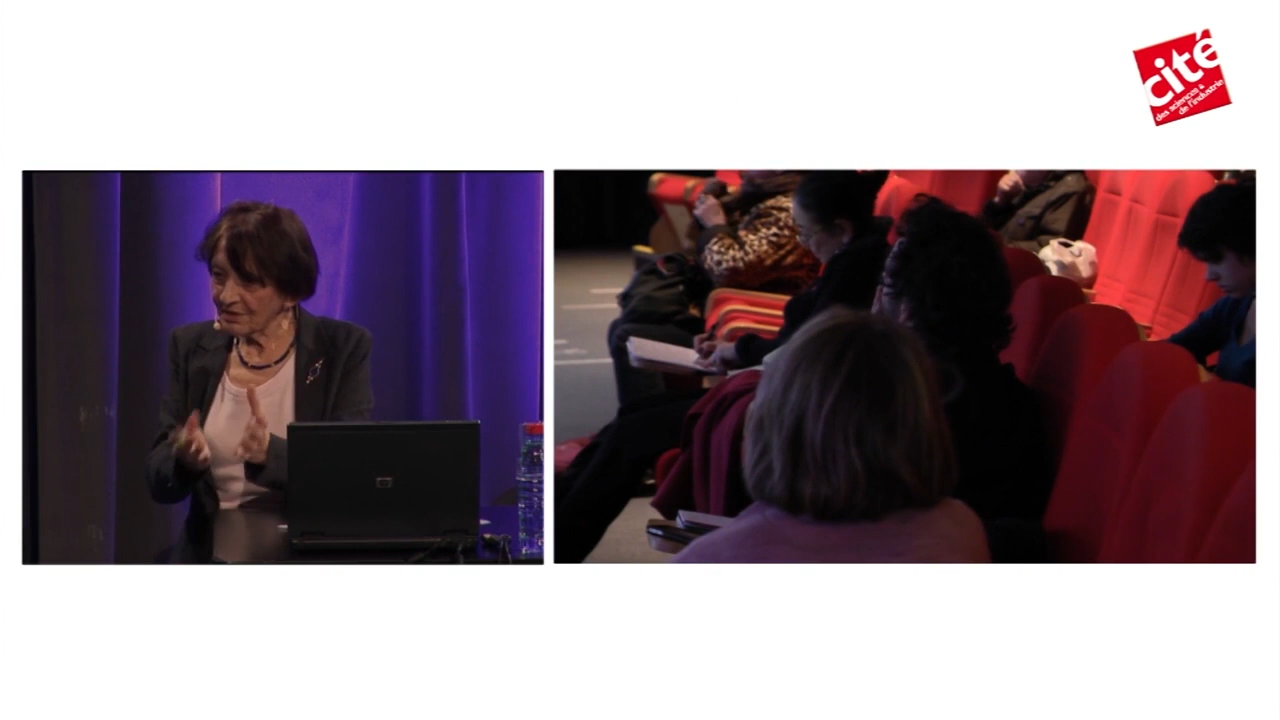 cité
des sciences &
de l'industrie